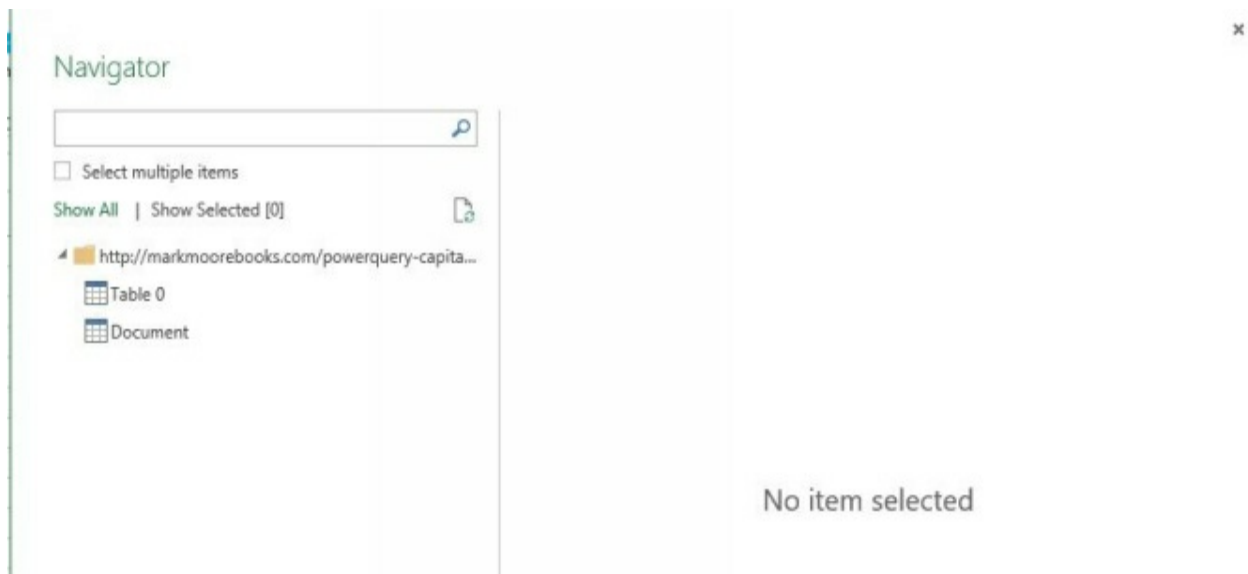 Navigator
Select multiple items
Show All | Show Selected [0]
http://markmoorebooks.com/powerquery-capita...
Table 0
Document
No item selected